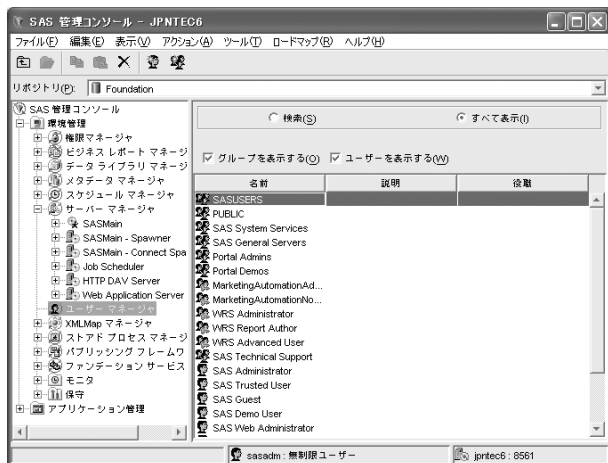 SAS 管理コンソール - JPNTEC6
ファイル(F) 編集(E) 表示(V) アクション(A) ツール(T) ロードマップ(R) ヘルプ(H)
リポジトリ(P): Foundation
SAS 管理コンソール
環境管理
権限マネージャ
ビジネス レポート マネージ
データ ライブラリ マネージ
メタデータ マネージャ
スケジュール マネージャ
サーバー マネージャ
SASMain
SASMain - Spawner
SASMain - Connect Spa
Job Scheduler
HTTP DAV Server
Web Application Server
ユーザー マネージャ
XMLMap マネージャ
ストアド プロセス マネージ
パブリッシング フレームワ
ファンデーション サービス
モニタ
保守
アプリケーション管理
検索(S) すべて表示(I)
グループを表示する(O) ユーザーを表示する(W)
名前 説明 役職
SASUSERS
PUBLIC
SAS System Services
SAS General Servers
Portal Admins
Portal Demos
MarketingAutomationAd...
MarketingAutomationNo...
WRS Administrator
WRS Report Author
WRS Advanced User
SAS Technical Support
SAS Administrator
SAS Trusted User
SAS Guest
SAS Demo User
SAS Web Administrator
sasadm : 無制限ユーザー jpntec6 : 8561